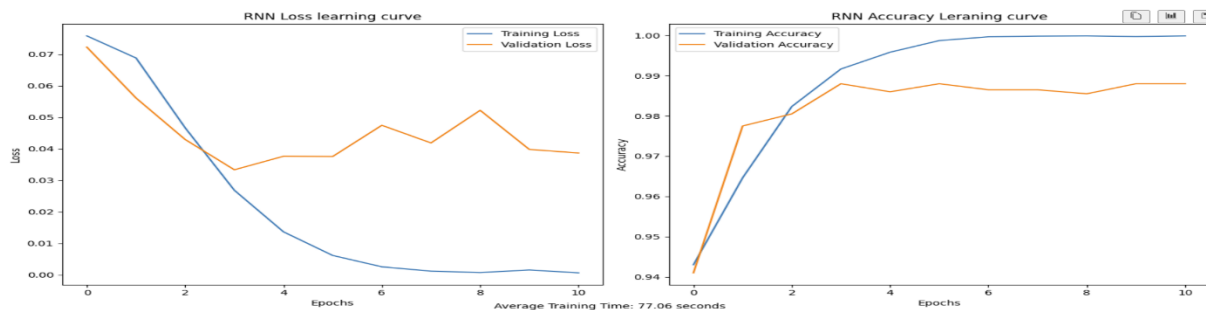 RNN Loss learning curve
Training Loss
Validation Loss
Loss
0.07
0.06
0.05
0.04
0.03
0.02
0.01
0.00
0 2 4 6 8 10
Epochs
RNN Accuracy Leraning curve
Training Accuracy
Validation Accuracy
Accuracy
1.00
0.99
0.98
0.97
0.96
0.95
0.94
0 2 4 6 8 10
Epochs
Average Training Time: 77.06 seconds